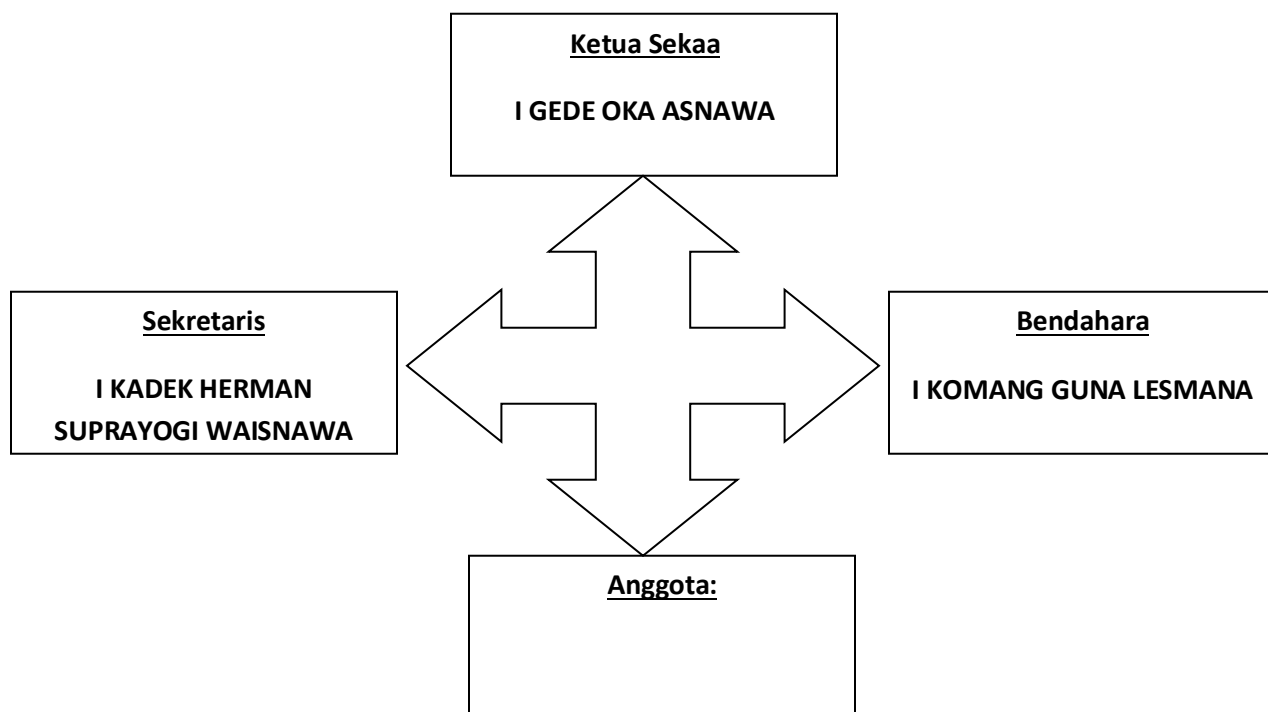 Ketua Sekaa
I GEDE OKA ASNAWA
Sekretaris
I KADEK HERMAN
SUPRAYOGI WAISNAWA
Bendahara
I KOMANG GUNA LESMANA
Anggota: